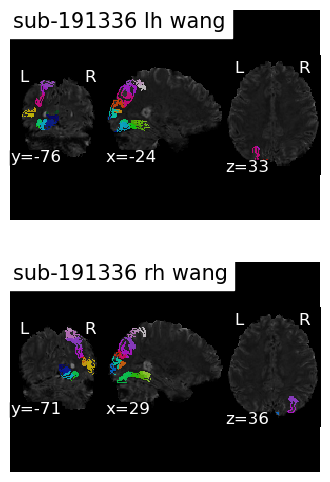 sub-191336 lh wang
L R
L R
y=-76 x=-24
z=33
sub-191336 rh wang
L R
L R
y=-71 x=29
z=36